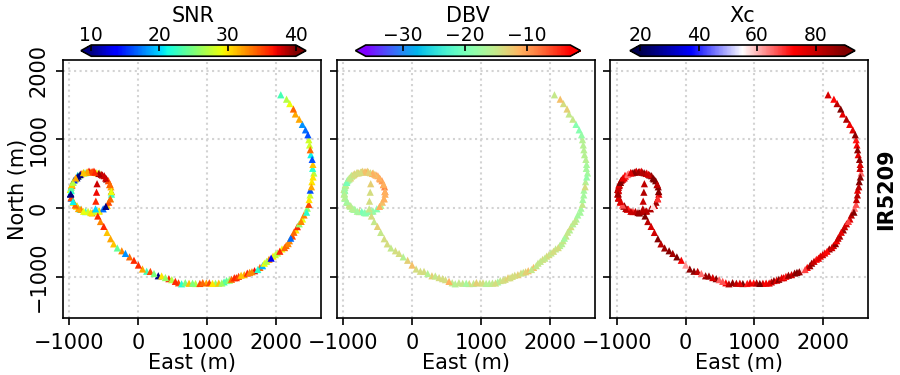 SNR
10 20 30 40
DBV
−30 −20 −10
Xc
20 40 60 80
North (m)
2000
1000
0
−1000
−1000 0 1000 2000
East (m)
−1000 0 1000 2000
East (m)
−1000 0 1000 2000
East (m)
IR5209